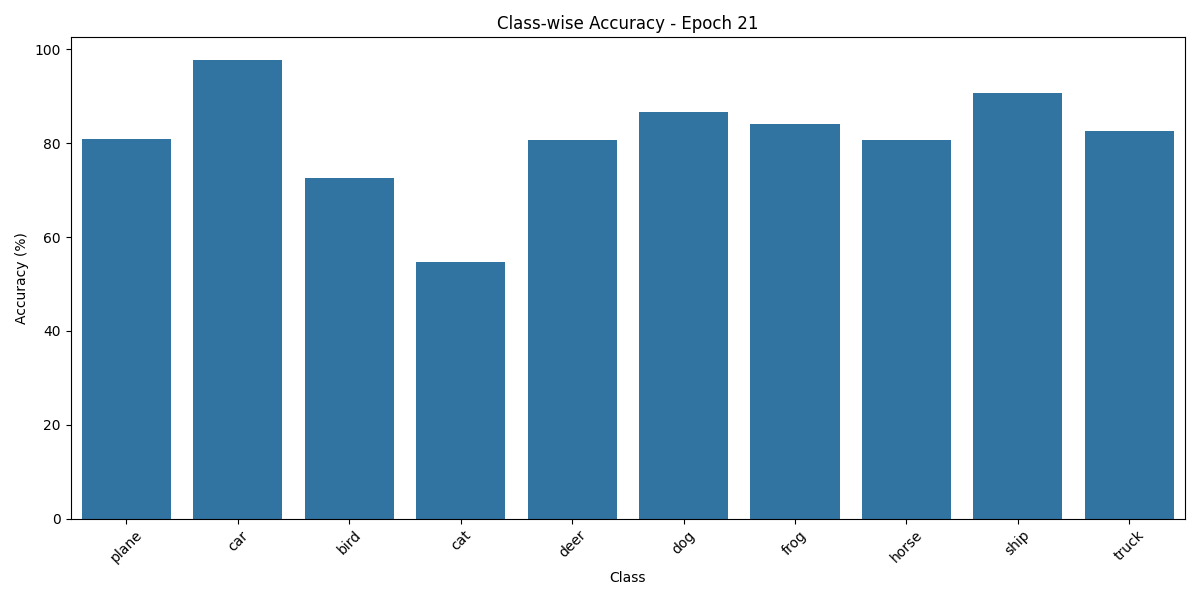 Class-wise Accuracy - Epoch 21
Accuracy (%)
100
80
60
40
20
0
plane
car
bird
cat
deer
dog
frog
horse
ship
truck
Class